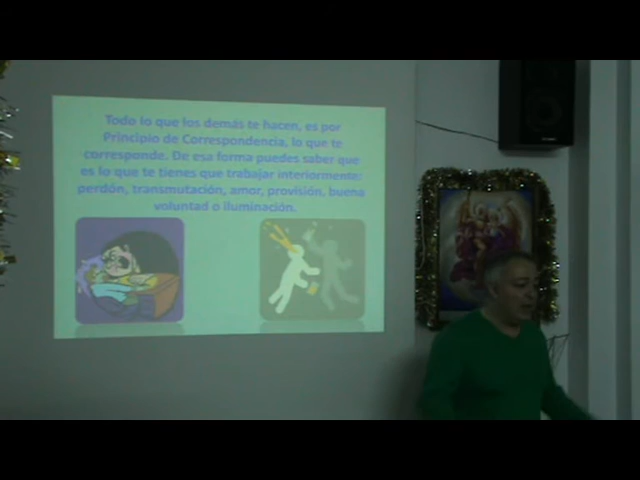 Todo lo que los demás te hacen, es por
Principio de Correspondencia, lo que te
corresponde. De esa forma puedes saber que
es lo que te tienes que trabajar interiormente:
perdón, transmutación, amor, provisión, buena
voluntad o iluminación.